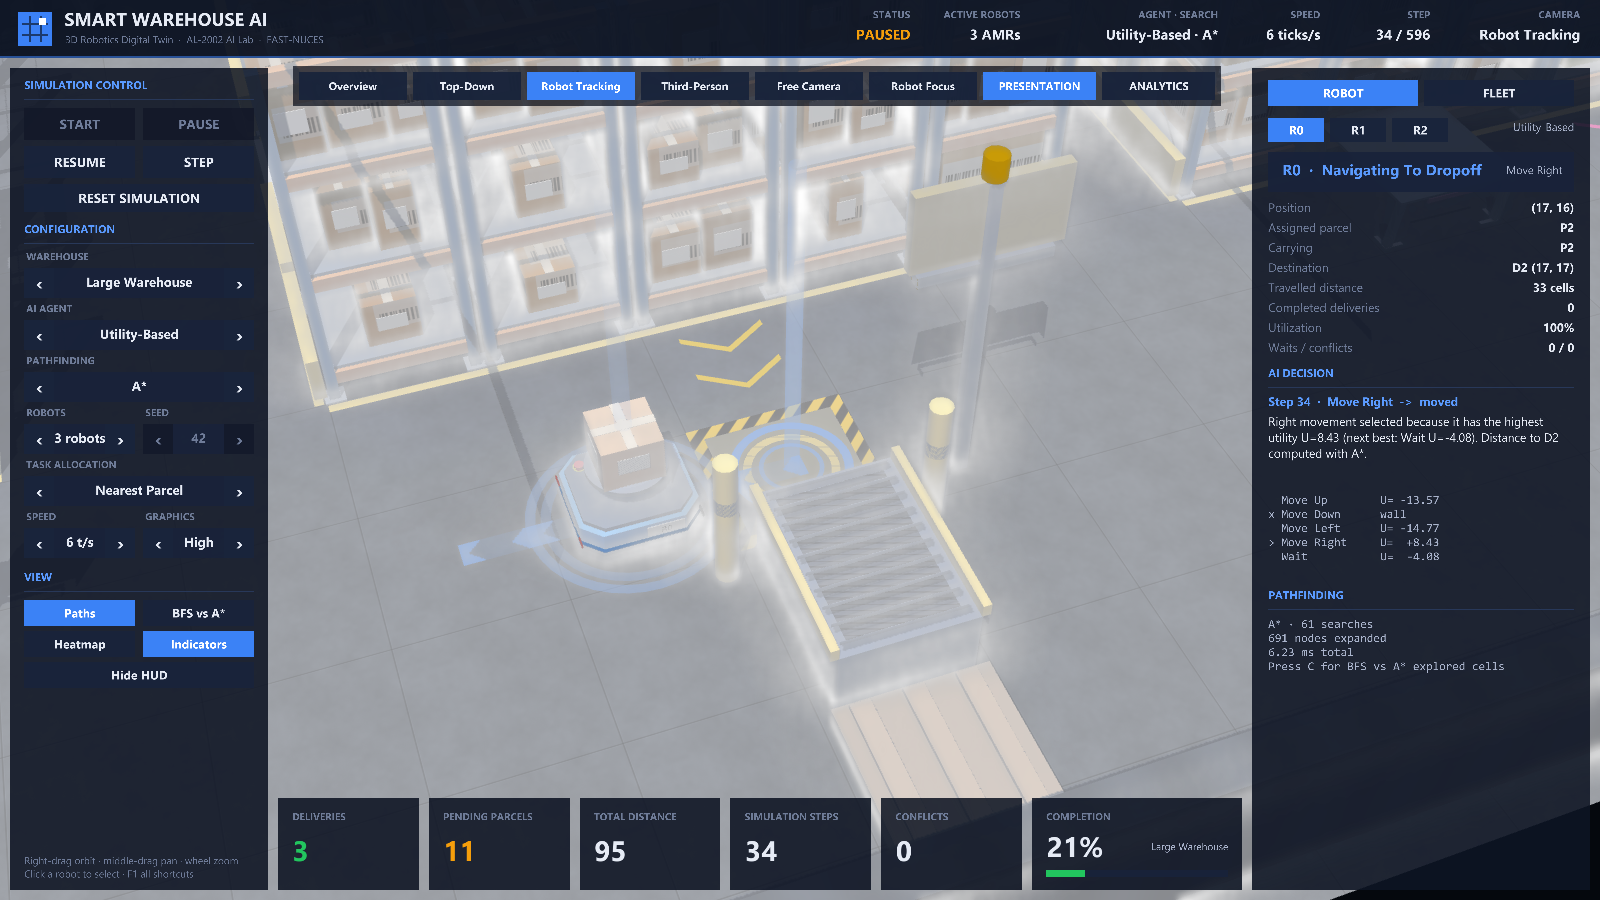 SMART WAREHOUSE AI
3D Robotics Digital Twin · AL-2002 AI Lab · FAST-NUCES
STATUS
PAUSED
ACTIVE ROBOTS
3 AMRs
AGENT · SEARCH
Utility-Based · A*
SPEED
6 ticks/s
STEP
34 / 596
CAMERA
Robot Tracking
SIMULATION CONTROL
START
PAUSE
RESUME
STEP
RESET SIMULATION
CONFIGURATION
WAREHOUSE
‹ Large Warehouse ›
AI AGENT
‹ Utility-Based ›
PATHFINDING
‹ A* ›
ROBOTS
SEED
‹ 3 robots ›
‹ 42 ›
TASK ALLOCATION
‹ Nearest Parcel ›
SPEED
GRAPHICS
‹ 6 t/s ›
‹ High ›
VIEW
Paths
BFS vs A*
Heatmap
Indicators
Hide HUD
Right-drag orbit · middle-drag pan · wheel zoom
Click a robot to select · F1 all shortcuts
Overview
Top-Down
Robot Tracking
Third-Person
Free Camera
Robot Focus
PRESENTATION
ANALYTICS
DELIVERIES
3
PENDING PARCELS
11
TOTAL DISTANCE
95
SIMULATION STEPS
34
CONFLICTS
0
COMPLETION
21%
Large Warehouse
ROBOT
FLEET
R0
R1
R2
Utility Based
R0 · Navigating To Dropoff
Move Right
Position (17, 16)
Assigned parcel P2
Carrying P2
Destination D2 (17, 17)
Travelled distance 33 cells
Completed deliveries 0
Utilization 100%
Waits / conflicts 0 / 0
AI DECISION
Step 34 · Move Right -> moved
Right movement selected because it has the highest
utility U=8.43 (next best: Wait U=-4.08). Distance to D2
computed with A*.
Move Up U= -13.57
x Move Down wall
Move Left U= -14.77
> Move Right U= +8.43
Wait U= -4.08
PATHFINDING
A* · 61 searches
691 nodes expanded
6.23 ms total
Press C for BFS vs A* explored cells